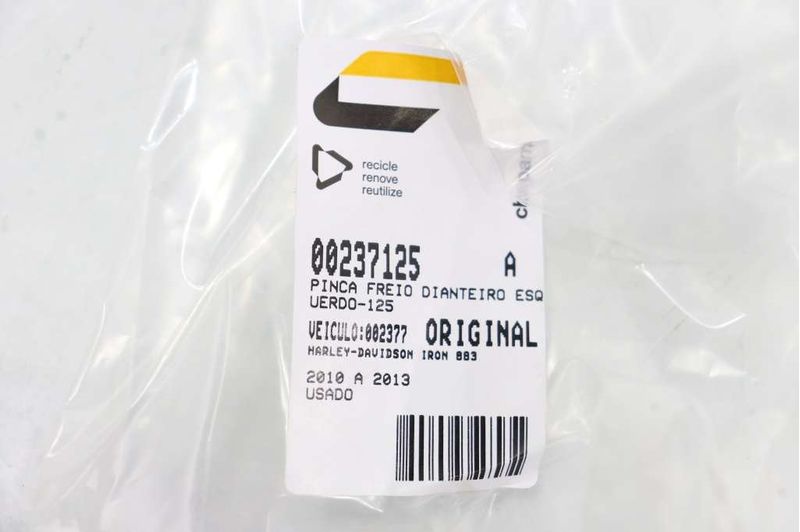 recicle
renove
reutilize
00237125 A
PINCA FREIO DIANTEIRO ESQ
UERDO-125
VEICULO:002377 ORIGINAL
HARLEY-DAVIDSON IRON 883
2010 A 2013
USADO